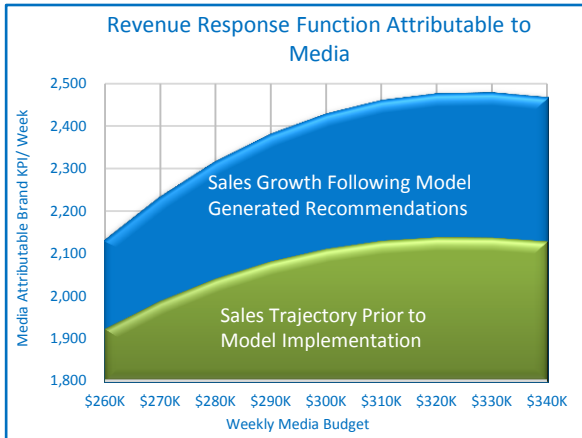 Revenue Response Function Attributable to
Media
Media Attributable Brand KPI/ Week
2,500
2,400
2,300
2,200
2,100
2,000
1,900
1,800
Sales Growth Following Model
Generated Recommendations
Sales Trajectory Prior to
Model Implementation
$260K $270K $280K $290K $300K $310K $320K $330K $340K
Weekly Media Budget